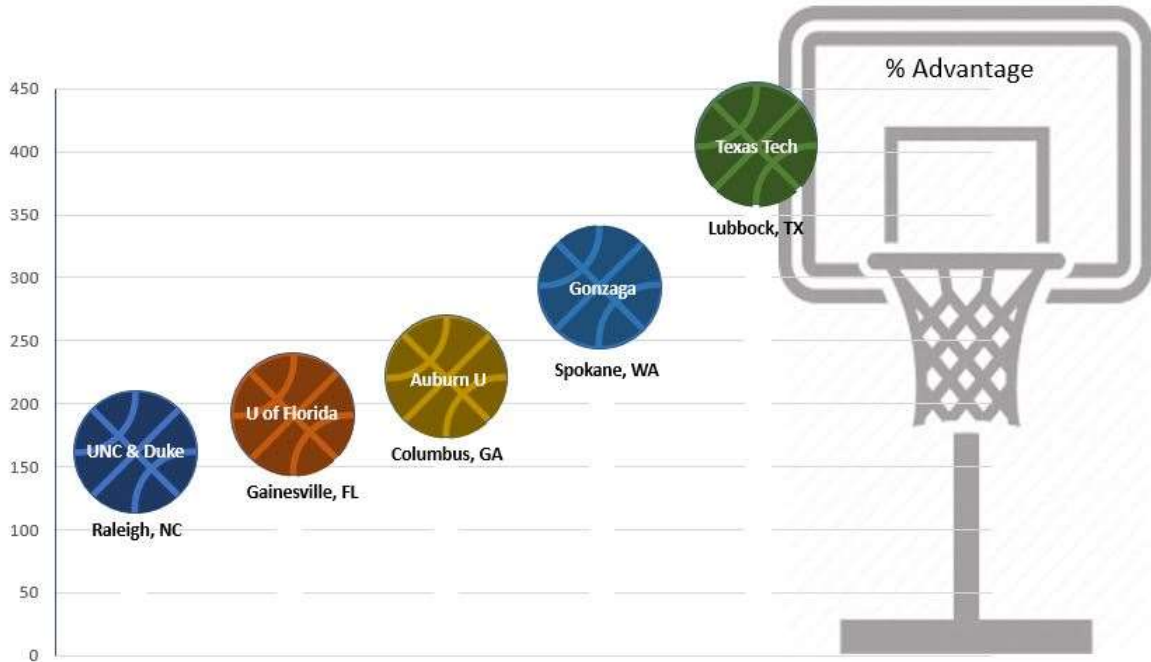 % Advantage
450
400
350
300
250
200
150
100
50
0
UNC & Duke
Raleigh, NC
U of Florida
Gainesville, FL
Auburn U
Columbus, GA
Gonzaga
Spokane, WA
Texas Tech
Lubbock, TX